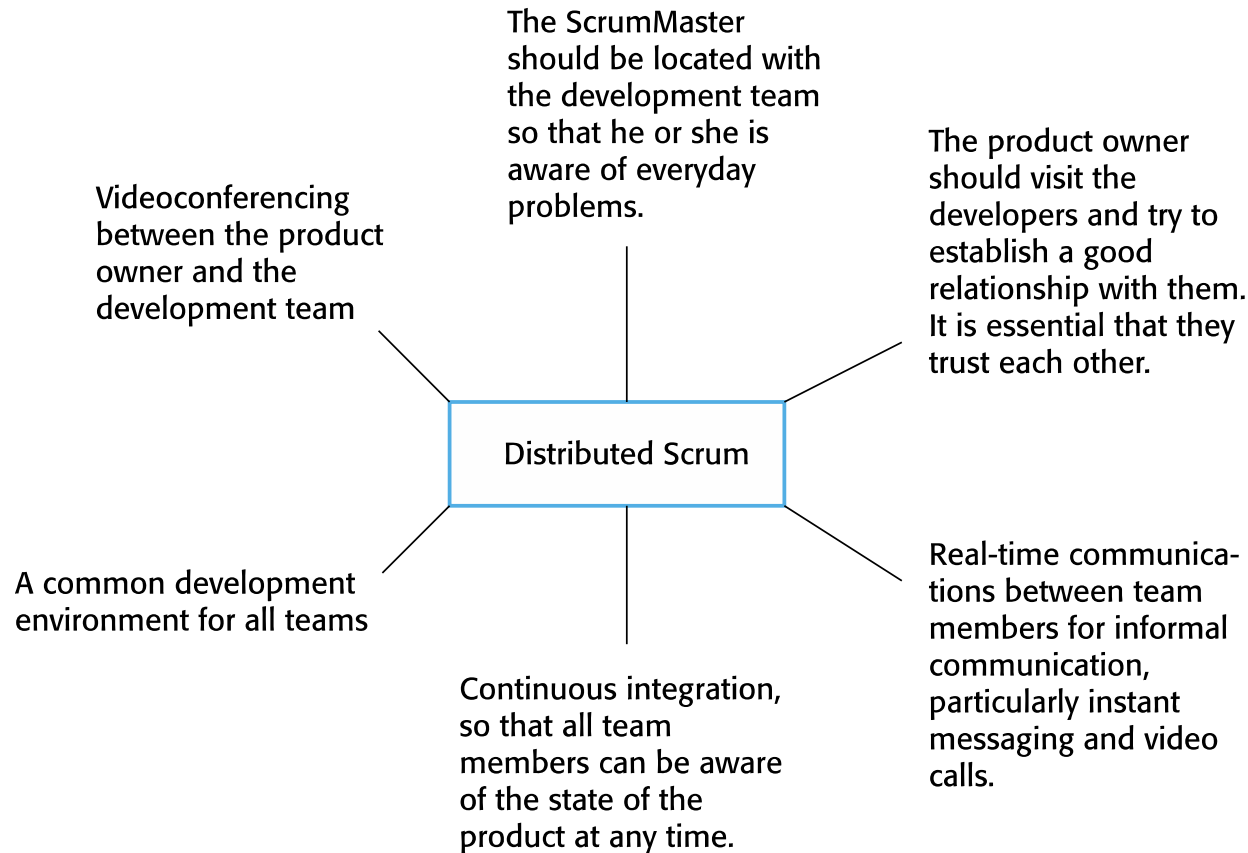 The ScrumMaster
should be located with
the development team
so that he or she is
aware of everyday
problems.
The product owner
should visit the
developers and try to
establish a good
relationship with them.
It is essential that they
trust each other.
Videoconferencing
between the product
owner and the
development team
Distributed Scrum
A common development
environment for all teams
Real-time communica-
tions between team
members for informal
communication,
particularly instant
messaging and video
calls.
Continuous integration,
so that all team
members can be aware
of the state of the
product at any time.